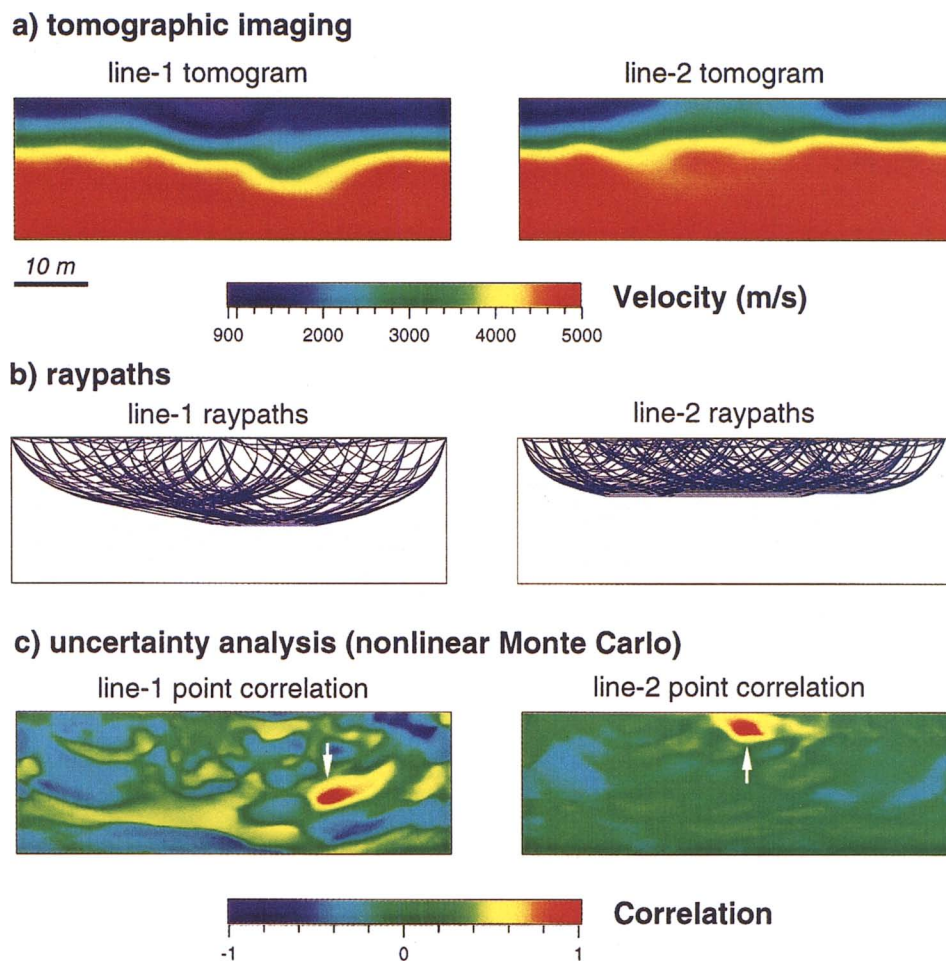 a) tomographic imaging
line-1 tomogram
line-2 tomogram
10 m
Velocity (m/s)
900 2000 3000 4000 5000
b) raypaths
line-1 raypaths
line-2 raypaths
c) uncertainty analysis (nonlinear Monte Carlo)
line-1 point correlation
line-2 point correlation
Correlation
-1 0 1